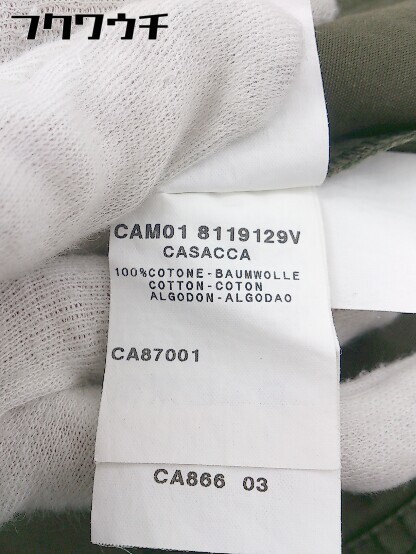 フクワウチ
CAM01 8119129V
CASACCA
100%COTONE-BAUMWOLLE
COTTON-COTON
ALGODON-ALGODAO
CA87001
CA866 03